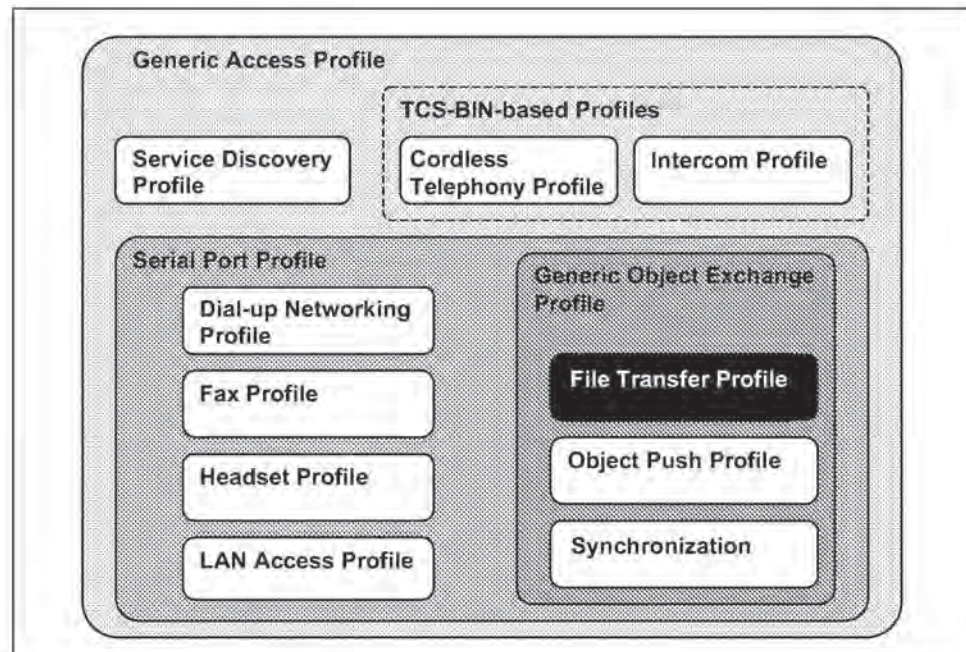 Generic Access Profile
TCS-BIN-based Profiles
Service Discovery
Profile
Cordless
Telephony Profile
Intercom Profile
Serial Port Profile
Dial-up Networking
Profile
Fax Profile
Headset Profile
LAN Access Profile
Generic Object Exchange
Profile
File Transfer Profile
Object Push Profile
Synchronization